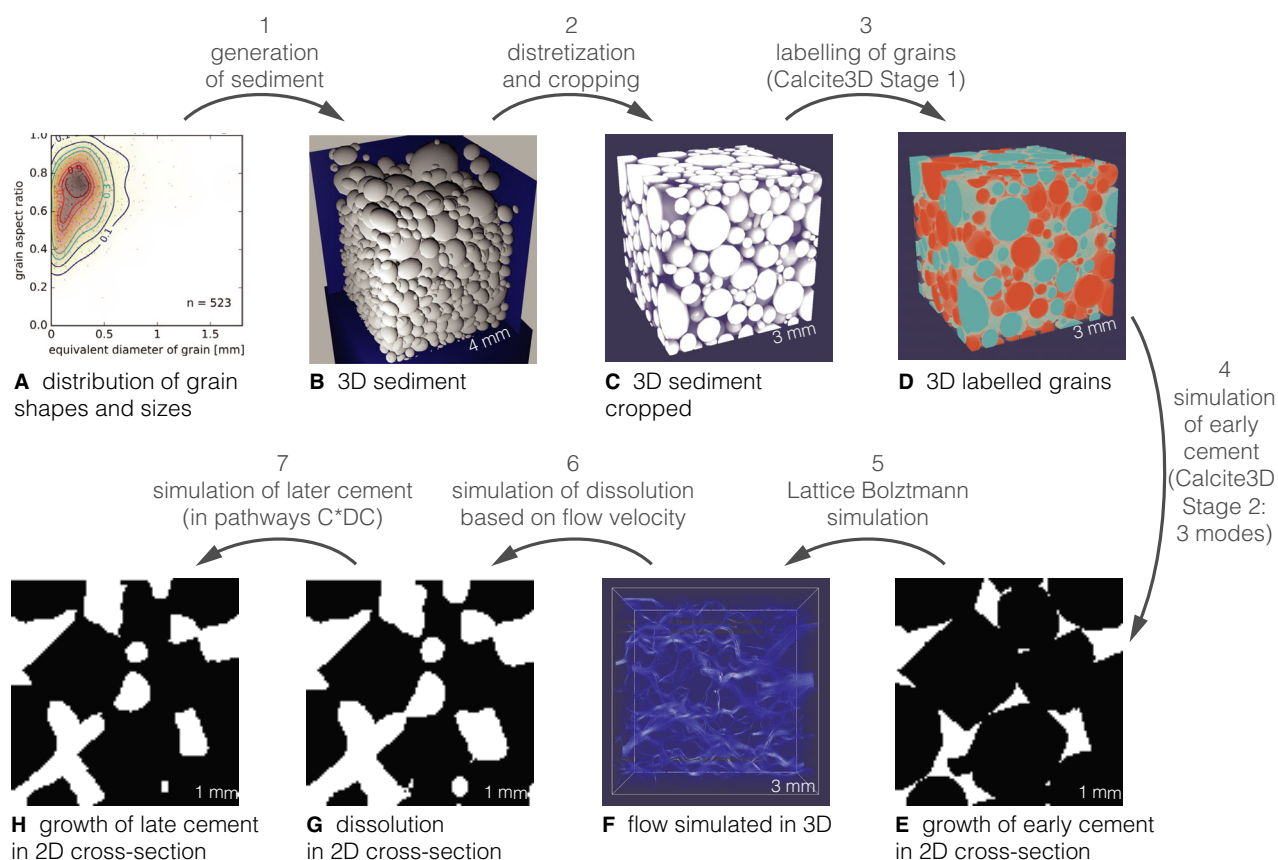 1
generation
of sediment
2
distretization
and cropping
3
labelling of grains
(Calcite3D Stage 1)
1.0
0.8
0.6
0.4
0.2
0.0
grain aspect ratio
0.1
0.9
0.3
0.1
n = 523
0
0.5
1.0
1.5
equivalent diameter of grain [mm]
4 mm
3 mm
3 mm
A distribution of grain
shapes and sizes
B 3D sediment
C 3D sediment
cropped
D 3D labelled grains
4
simulation
of early
cement
(Calcite3D
Stage 2:
3 modes)
7
simulation of later cement
(in pathways C*DC)
6
simulation of dissolution
based on flow velocity
5
Lattice Bolztmann
simulation
1 mm
1 mm
3 mm
1 mm
H growth of late cement
in 2D cross-section
G dissolution
in 2D cross-section
F flow simulated in 3D
E growth of early cement
in 2D cross-section